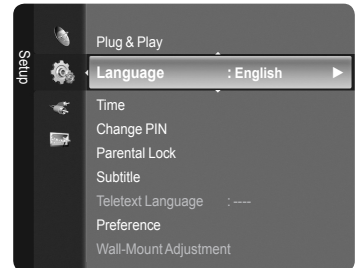 Setup
Plug & Play
Language : English
Time
Change PIN
Parental Lock
Subtitle
Teletext Language : ----
Preference
Wall-Mount Adjustment